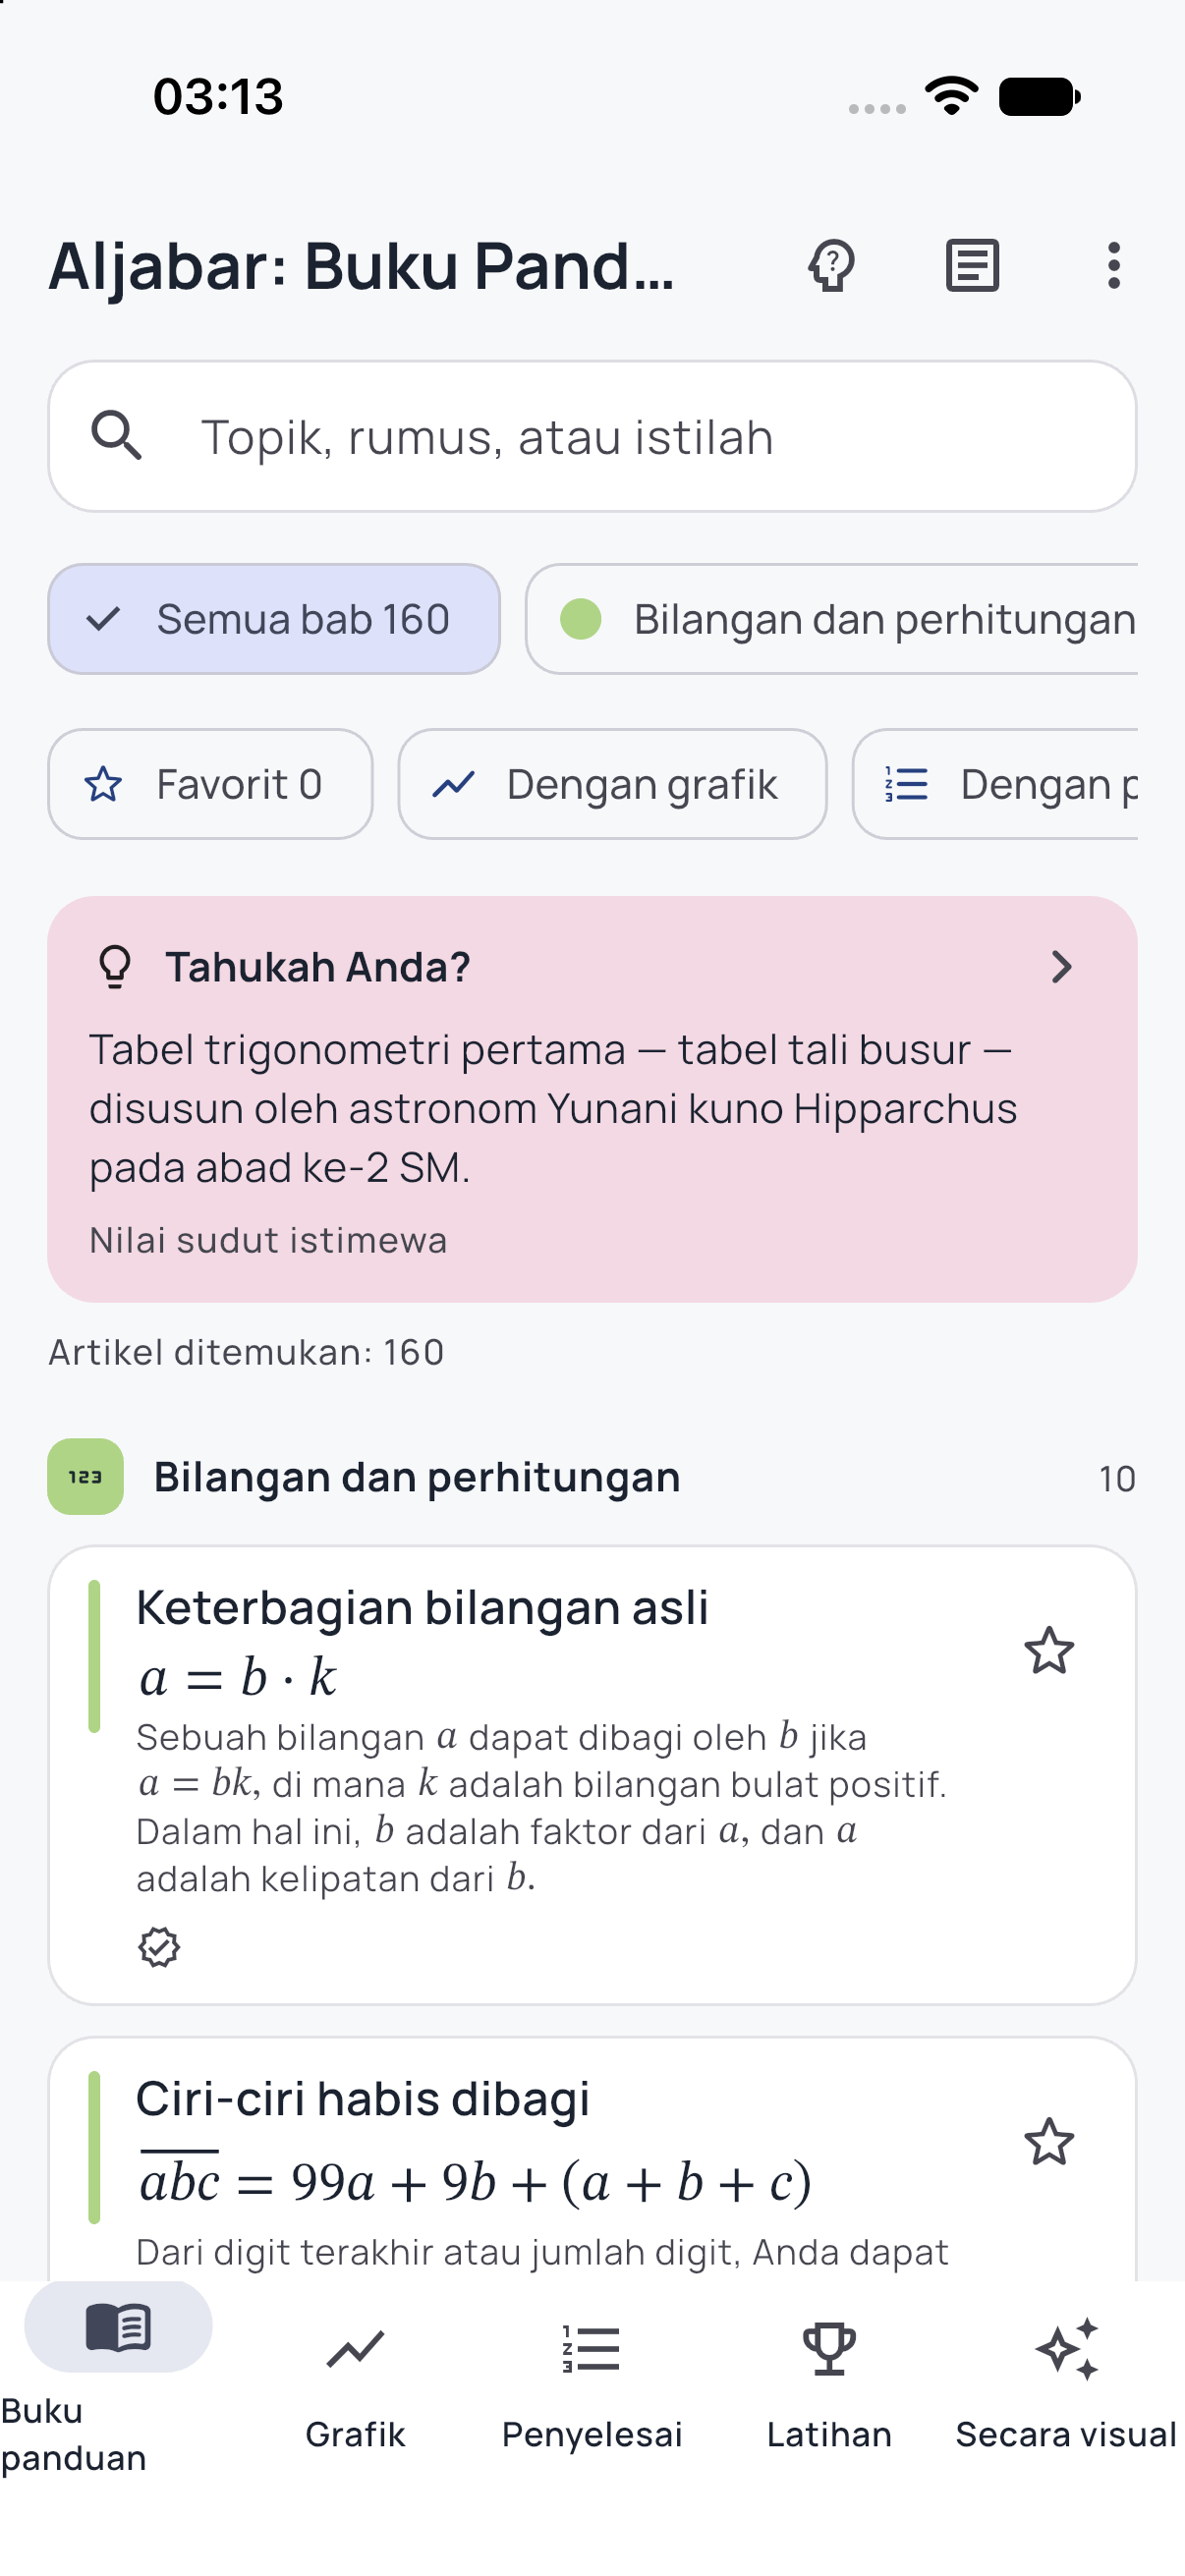 03:13
Aljabar: Buku Pand...
Topik, rumus, atau istilah
Semua bab 160
Bilangan dan perhitungan
Favorit 0
Dengan grafik
Dengan
Tahukah Anda?
Tabel trigonometri pertama — tabel tali busur —
disusun oleh astronom Yunani kuno Hipparchus
pada abad ke-2 SM.
Nilai sudut istimewa
Artikel ditemukan: 160
123 Bilangan dan perhitungan 10
Keterbagian bilangan asli
a = b · k
Sebuah bilangan a dapat dibagi oleh b jika
a = bk, di mana k adalah bilangan bulat positif.
Dalam hal ini, b adalah faktor dari a, dan a
adalah kelipatan dari b.
Ciri-ciri habis dibagi
a̅b̅c̅ = 99a + 9b + (a + b + c)
Dari digit terakhir atau jumlah digit, Anda dapat
Buku
panduan
Grafik
Penyelesai
Latihan
Secara visual